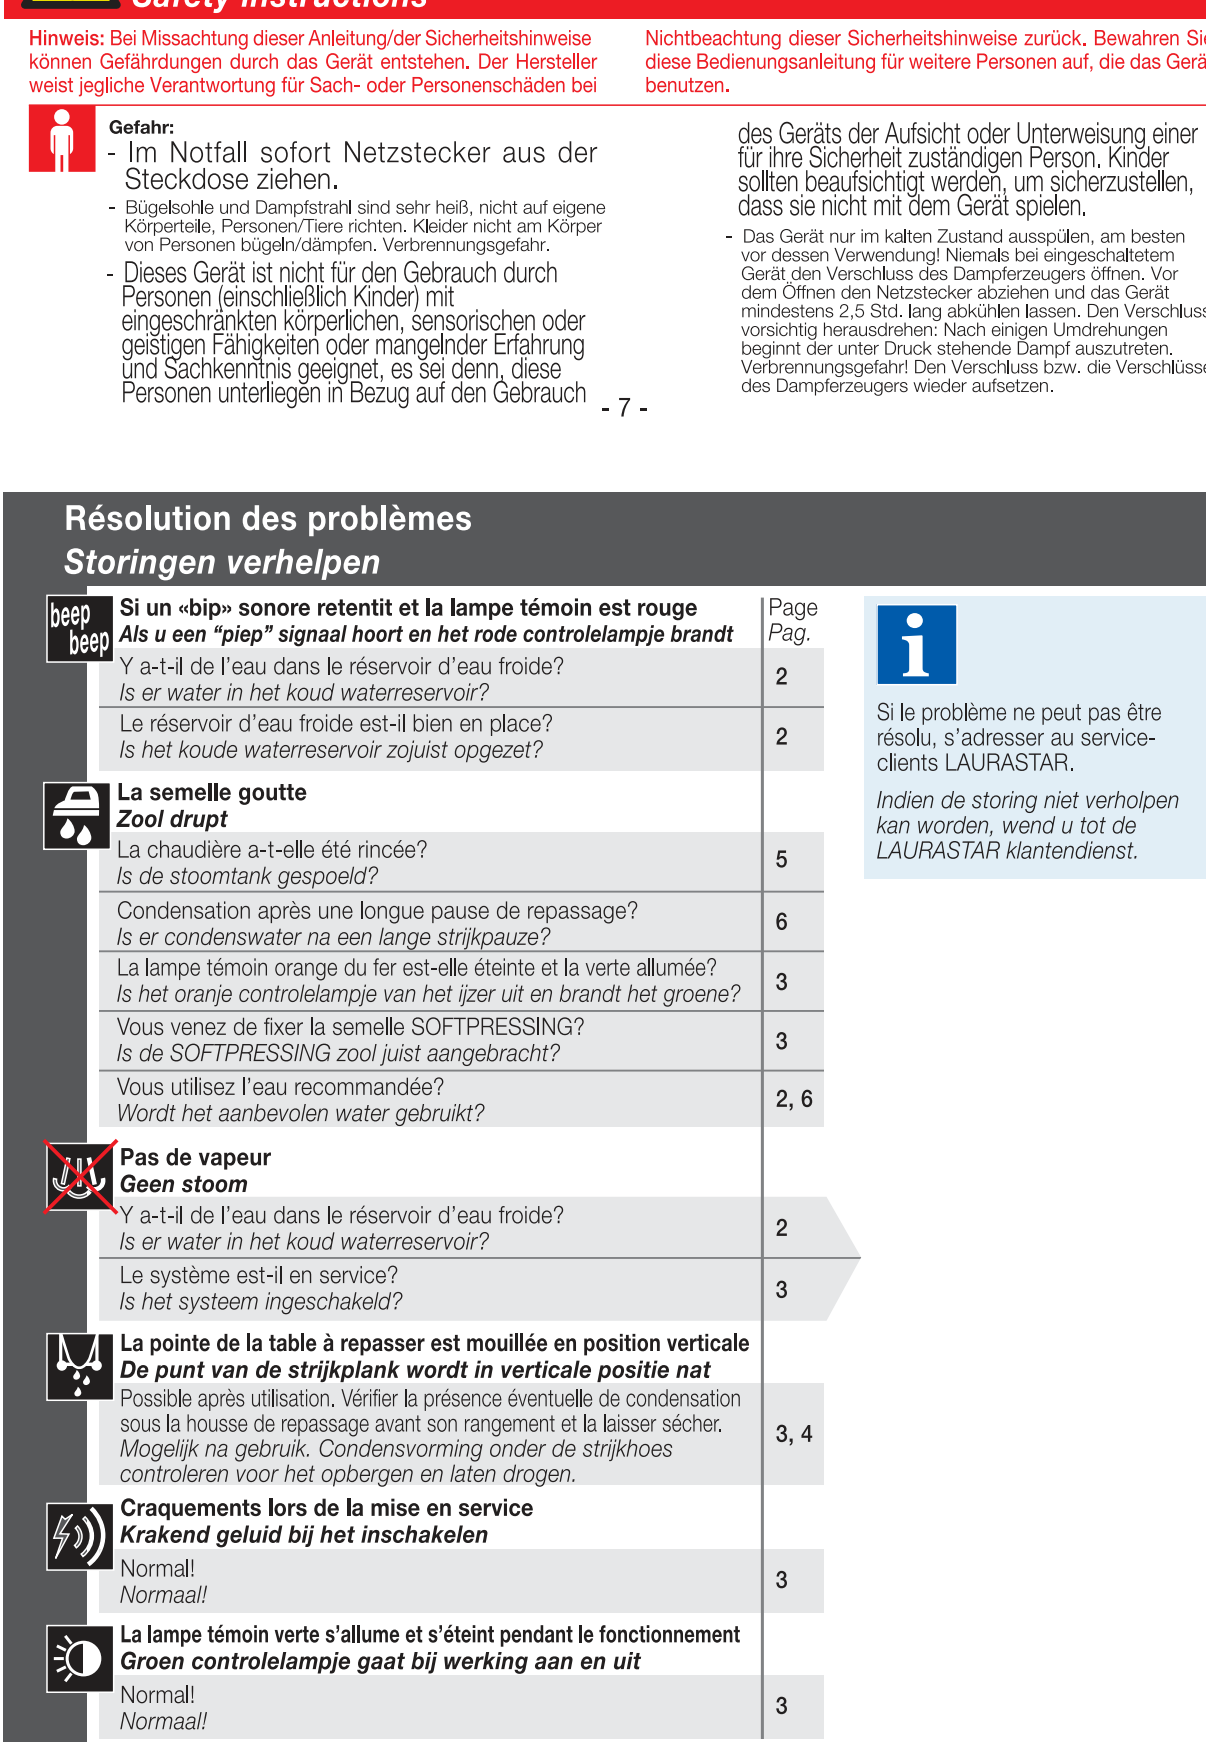 Safety instructions
Hinweis: Bei Missachtung dieser Anleitung/der Sicherheitshinweise
können Gefährdungen durch das Gerät entstehen. Der Hersteller
weist jegliche Verantwortung für Sach- oder Personenschäden bei
Nichtbeachtung dieser Sicherheitshinweise zurück. Bewahren Sie
diese Bedienungsanleitung für weitere Personen auf, die das Gerä
benutzen.
Gefahr:
- Im Notfall sofort Netzstecker aus der
Steckdose ziehen.
- Bügelsohle und Dampfstrahl sind sehr heiß, nicht auf eigene
Körperteile, Personen/Tiere richten. Kleider nicht am Körper
von Personen bügeln/dämpfen. Verbrennungsgefahr.
- Dieses Gerät ist nicht für den Gebrauch durch
Personen (einschließlich Kinder) mit
eingeschränkten körperlichen, sensorischen oder
geistigen Fähigkeiten oder mangelnder Erfahrung
und Sachkenntnis geeignet, es sei denn, diese
Personen unterliegen in Bezug auf den Gebrauch
des Geräts der Aufsicht oder Unterweisung einer
für ihre Sicherheit zuständigen Person. Kinder
sollten beaufsichtigt werden, um sicherzustellen,
dass sie nicht mit dem Gerät spielen.
- Das Gerät nur im kalten Zustand ausspülen, am besten
vor dessen Verwendung! Niemals bei eingeschaltetem
Gerät den Verschluss des Dampferzeugers öffnen. Vor
dem Öffnen den Netzstecker abziehen und das Gerät
mindestens 2,5 Std. lang abkühlen lassen. Den Verschluss
vorsichtig herausdrehen: Nach einigen Umdrehungen
beginnt der unter Druck stehende Dampf auszutreten.
Verbrennungsgefahr! Den Verschluss bzw. die Verschlüsse
des Dampferzeugers wieder aufsetzen.
- 7 -
Résolution des problèmes
Storingen verhelpen
beep
beep
Si un «bip» sonore retentit et la lampe témoin est rouge
Als u een “piep” signaal hoort en het rode controlelampje brandt
Page
Pag.
Y a-t-il de l’eau dans le réservoir d’eau froide?
Is er water in het koud waterreservoir?
2
Le réservoir d’eau froide est-il bien en place?
Is het koude waterreservoir zojuist opgezet?
2
La semelle goutte
Zool drupt
La chaudière a-t-elle été rincée?
Is de stoomtank gespoeld?
5
Condensation après une longue pause de repassage?
Is er condenswater na een lange strijkpauze?
6
La lampe témoin orange du fer est-elle éteinte et la verte allumée?
Is het oranje controlelampje van het ijzer uit en brandt het groene?
3
Vous venez de fixer la semelle SOFTPRESSING?
Is de SOFTPRESSING zool juist aangebracht?
3
Vous utilisez l’eau recommandée?
Wordt het aanbevolen water gebruikt?
2, 6
Pas de vapeur
Geen stoom
Y a-t-il de l’eau dans le réservoir d’eau froide?
Is er water in het koud waterreservoir?
2
Le système est-il en service?
Is het systeem ingeschakeld?
3
La pointe de la table à repasser est mouillée en position verticale
De punt van de strijkplank wordt in verticale positie nat
Possible après utilisation. Vérifier la présence éventuelle de condensation
sous la housse de repassage avant son rangement et la laisser sécher.
Mogelijk na gebruik. Condensvorming onder de strijkhoes
controleren voor het opbergen en laten drogen.
3, 4
Craquements lors de la mise en service
Krakend geluid bij het inschakelen
Normal!
Normaal!
3
La lampe témoin verte s’allume et s’éteint pendant le fonctionnement
Groen controlelampje gaat bij werking aan en uit
Normal!
Normaal!
3
i
Si le problème ne peut pas être
résolu, s’adresser au service-
clients LAURASTAR.
Indien de storing niet verholpen
kan worden, wend u tot de
LAURASTAR klantendienst.